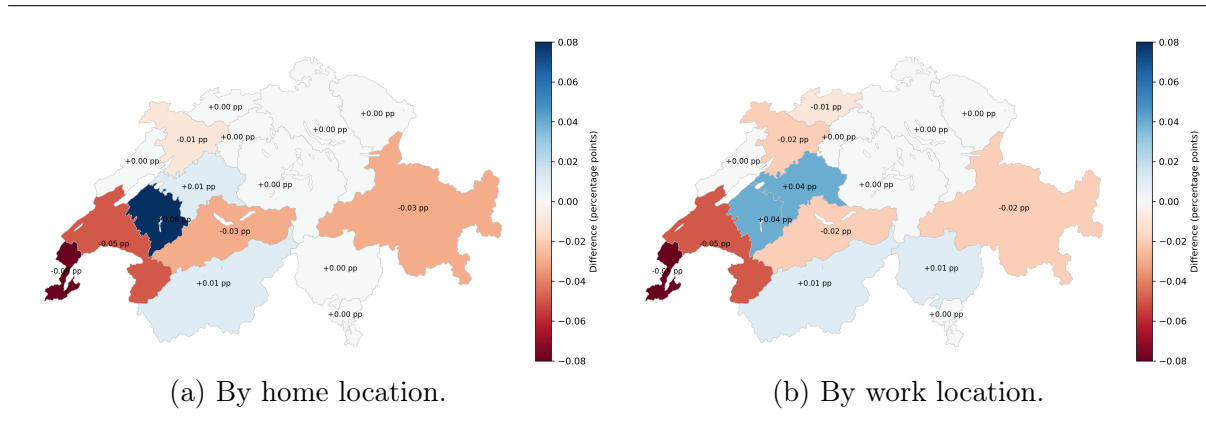 0.08
0.06
0.04
0.02
0.00
−0.02
−0.04
−0.06
−0.08
Difference (percentage points)
+0.00 pp
+0.00 pp
-0.01 pp
+0.00 pp
+0.00 pp
+0.00 pp
+0.01 pp
+0.00 pp
-0.03 pp
-0.03 pp
-0.05 pp
+0.00 pp
+0.01 pp
+0.00 pp
(a) By home location.
0.08
0.06
0.04
0.02
0.00
−0.02
−0.04
−0.06
−0.08
Difference (percentage points)
-0.01 pp
+0.00 pp
-0.02 pp
+0.00 pp
+0.00 pp
+0.00 pp
+0.04 pp
+0.00 pp
-0.02 pp
+0.04 pp
-0.02 pp
-0.05 pp
+0.01 pp
+0.01 pp
+0.00 pp
(b) By work location.